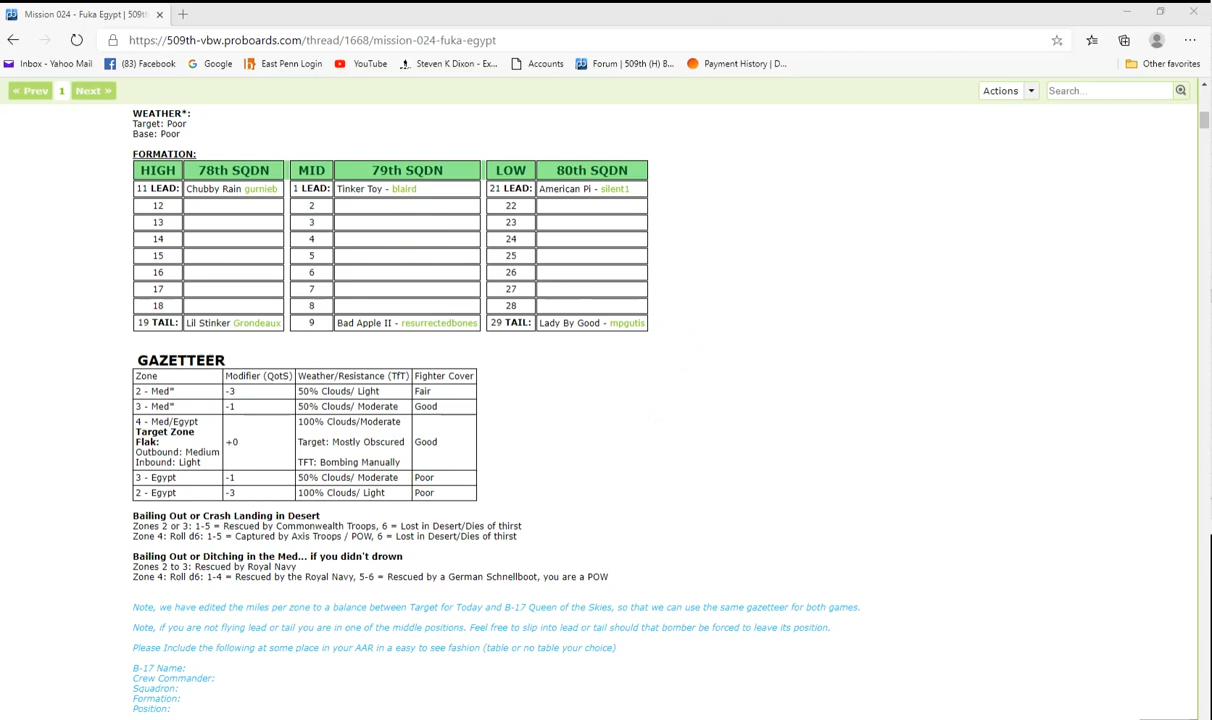 Mission 024 - Fuka Egypt | 509th
https://509th-vbw.proboards.com/thread/1668/mission-024-fuka-egypt
Inbox - Yahoo Mail (83) Facebook Google East Penn Login YouTube Steven K Dixon - Ex... Accounts Forum | 509th (H) B... Payment History | D... Other favorites
« Prev 1 Next » Actions Search...
WEATHER*:
Target: Poor
Base: Poor
FORMATION:
HIGH 78th SQDN MID 79th SQDN LOW 80th SQDN
11 LEAD: Chubby Rain gurnieb 1 LEAD: Tinker Toy - blaird 21 LEAD: American Pi - silent1
12 2 22
13 3 23
14 4 24
15 5 25
16 6 26
17 7 27
18 8 28
19 TAIL: Lil Stinker Grondeaux 9 Bad Apple II - resurrectedbones 29 TAIL: Lady By Good - mpgutis
GAZETTEER
Zone Modifier (QotS) Weather/Resistance (TfT) Fighter Cover
2 - Med" -3 50% Clouds/ Light Fair
3 - Med" -1 50% Clouds/ Moderate Good
4 - Med/Egypt 100% Clouds/Moderate
Target Zone
Flak: +0 Target: Mostly Obscured Good
Outbound: Medium
Inbound: Light TFT: Bombing Manually
3 - Egypt -1 50% Clouds/ Moderate Poor
2 - Egypt -3 100% Clouds/ Light Poor
Bailing Out or Crash Landing in Desert
Zones 2 or 3: 1-5 = Rescued by Commonwealth Troops, 6 = Lost in Desert/Dies of thirst
Zone 4: Roll d6: 1-5 = Captured by Axis Troops / POW, 6 = Lost in Desert/Dies of thirst
Bailing Out or Ditching in the Med... if you didn't drown
Zones 2 to 3: Rescued by Royal Navy
Zone 4: Roll d6: 1-4 = Rescued by the Royal Navy, 5-6 = Rescued by a German Schnellboot, you are a POW
Note, we have edited the miles per zone to a balance between Target for Today and B-17 Queen of the Skies, so that we can use the same gazetteer for both games.
Note, if you are not flying lead or tail you are in one of the middle positions. Feel free to slip into lead or tail should that bomber be forced to leave its position.
Please Include the following at some place in your AAR in a easy to see fashion (table or no table your choice)
B-17 Name:
Crew Commander:
Squadron:
Formation:
Position: